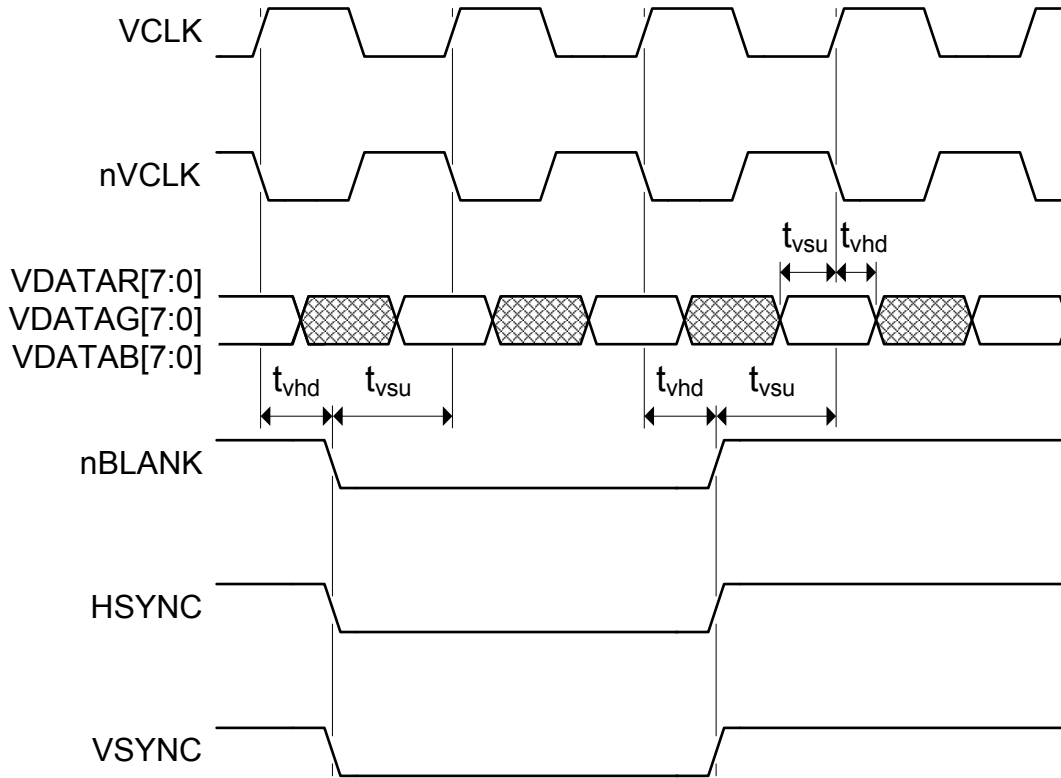 VCLK
nVCLK
tvsu tvhd
VDATAR[7:0]
VDATAG[7:0]
VDATAB[7:0]
tvhd tvsu tvhd tvsu
nBLANK
HSYNC
VSYNC